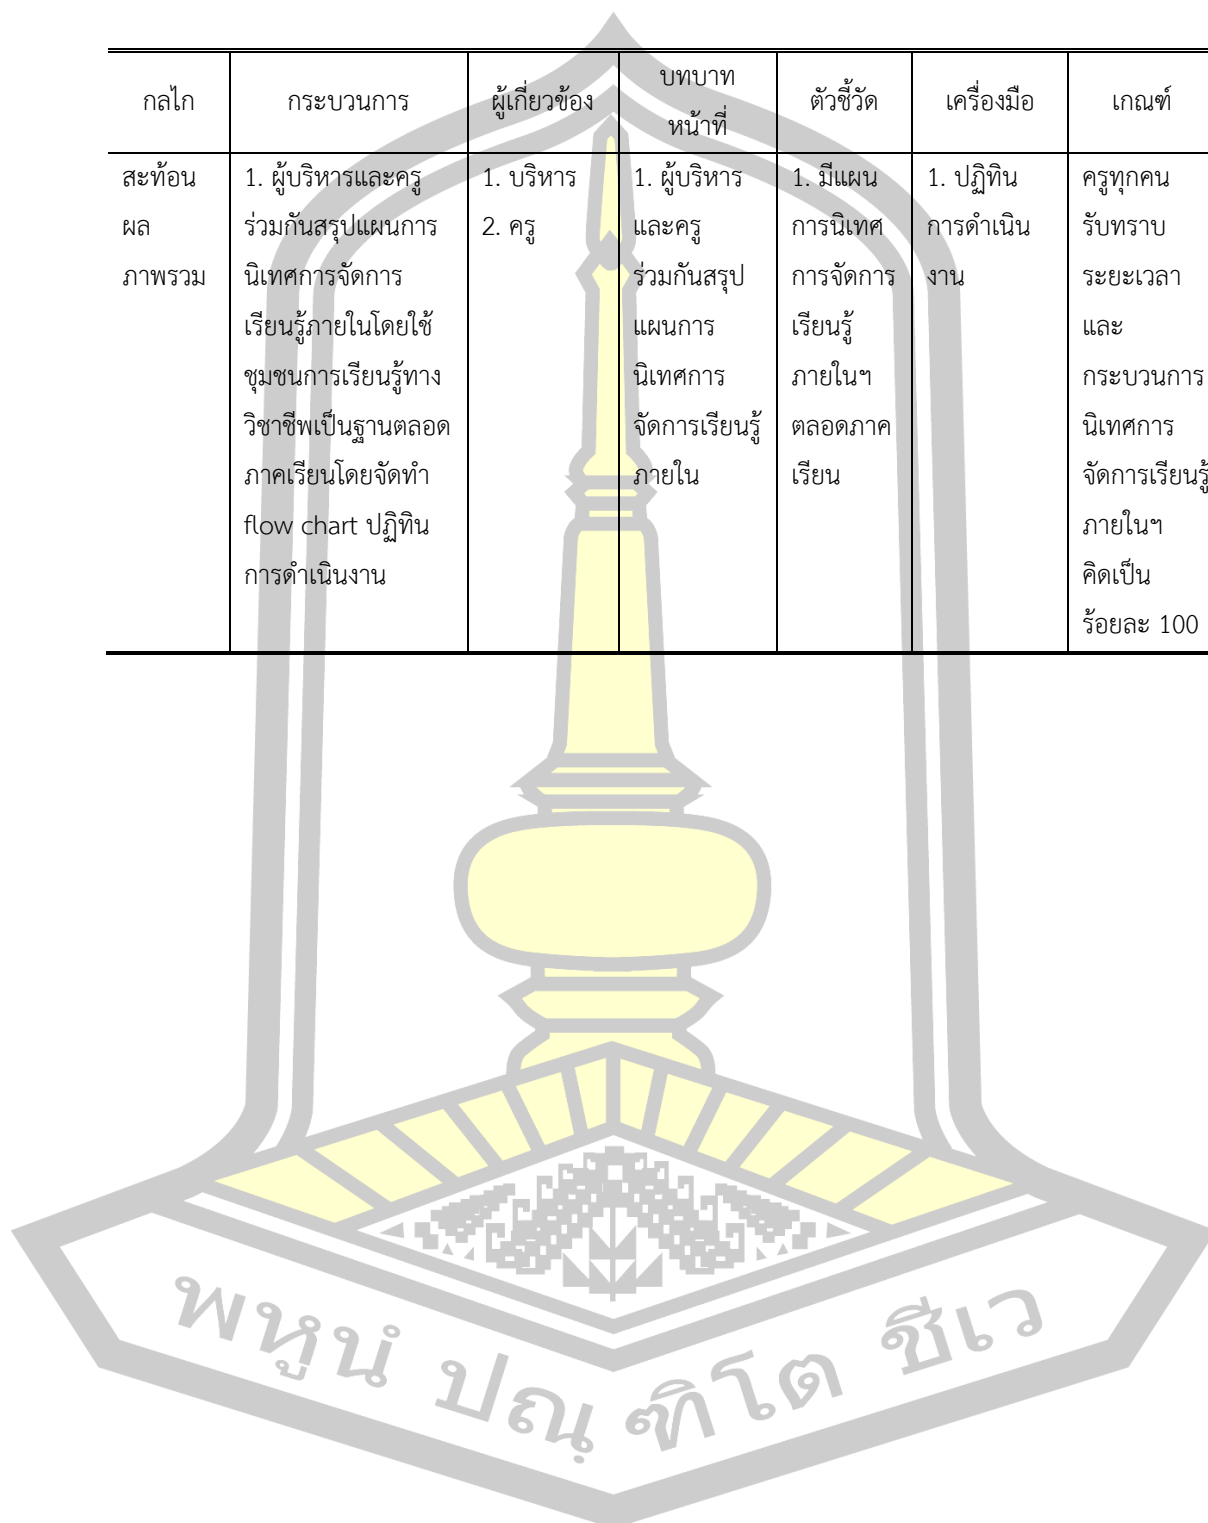 กลไก
กระบวนการ
ผู้เกี่ยวข้อง
บทบาท
หน้าที่
ตัวชี้วัด
เครื่องมือ
เกณฑ์
สะท้อน
ผล
ภาพรวม
1. ผู้บริหารและครู
ร่วมกันสรุปแผนการ
นิเทศการจัดการ
เรียนรู้ภายในโดยใช้
ชุมชนการเรียนรู้ทาง
วิชาชีพเป็นฐานตลอด
ภาคเรียนโดยจัดทำ
flow chart ปฏิทิน
การดำเนินงาน
1. บริหาร
2. ครู
1. ผู้บริหาร
และครู
ร่วมกันสรุป
แผนการ
นิเทศการ
จัดการเรียนรู้
ภายใน
1. มีแผน
การนิเทศ
การจัดการ
เรียนรู้
ภายในฯ
ตลอดภาค
เรียน
1. ปฏิทิน
การดำเนิน
งาน
ครูทุกคน
รับทราบ
ระยะเวลา
และ
กระบวนการ
นิเทศการ
จัดการเรียนรู้
ภายในฯ
คิดเป็น
ร้อยละ 100
พหูนํ ปณฺ ฑิโต ชีเว